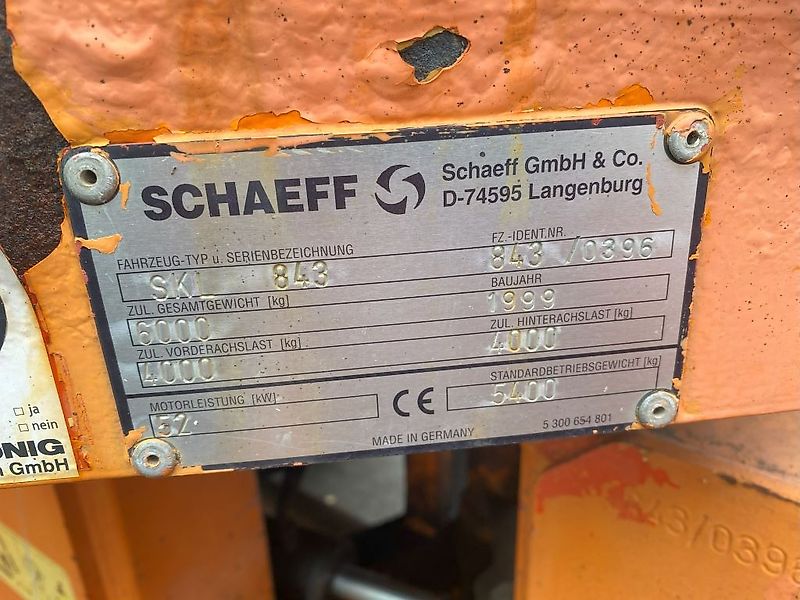 SCHAEFF
Schaeff GmbH & Co.
D-74595 Langenburg
FAHRZEUG-TYP u. SERIENBEZEICHNUNG
SKL 843
FZ.-IDENT.NR.
843 /0396
ZUL. GESAMTGEWICHT [kg]
6000
BAUJAHR
1999
ZUL. VORDERACHSLAST [kg]
4000
ZUL. HINTERACHSLAST [kg]
4000
MOTORLEISTUNG [kW]
52
CE
STANDARDBETRIEBSGEWICHT [kg]
5400
MADE IN GERMANY
5 300 654 801
ja
nein
GmbH
43/0396